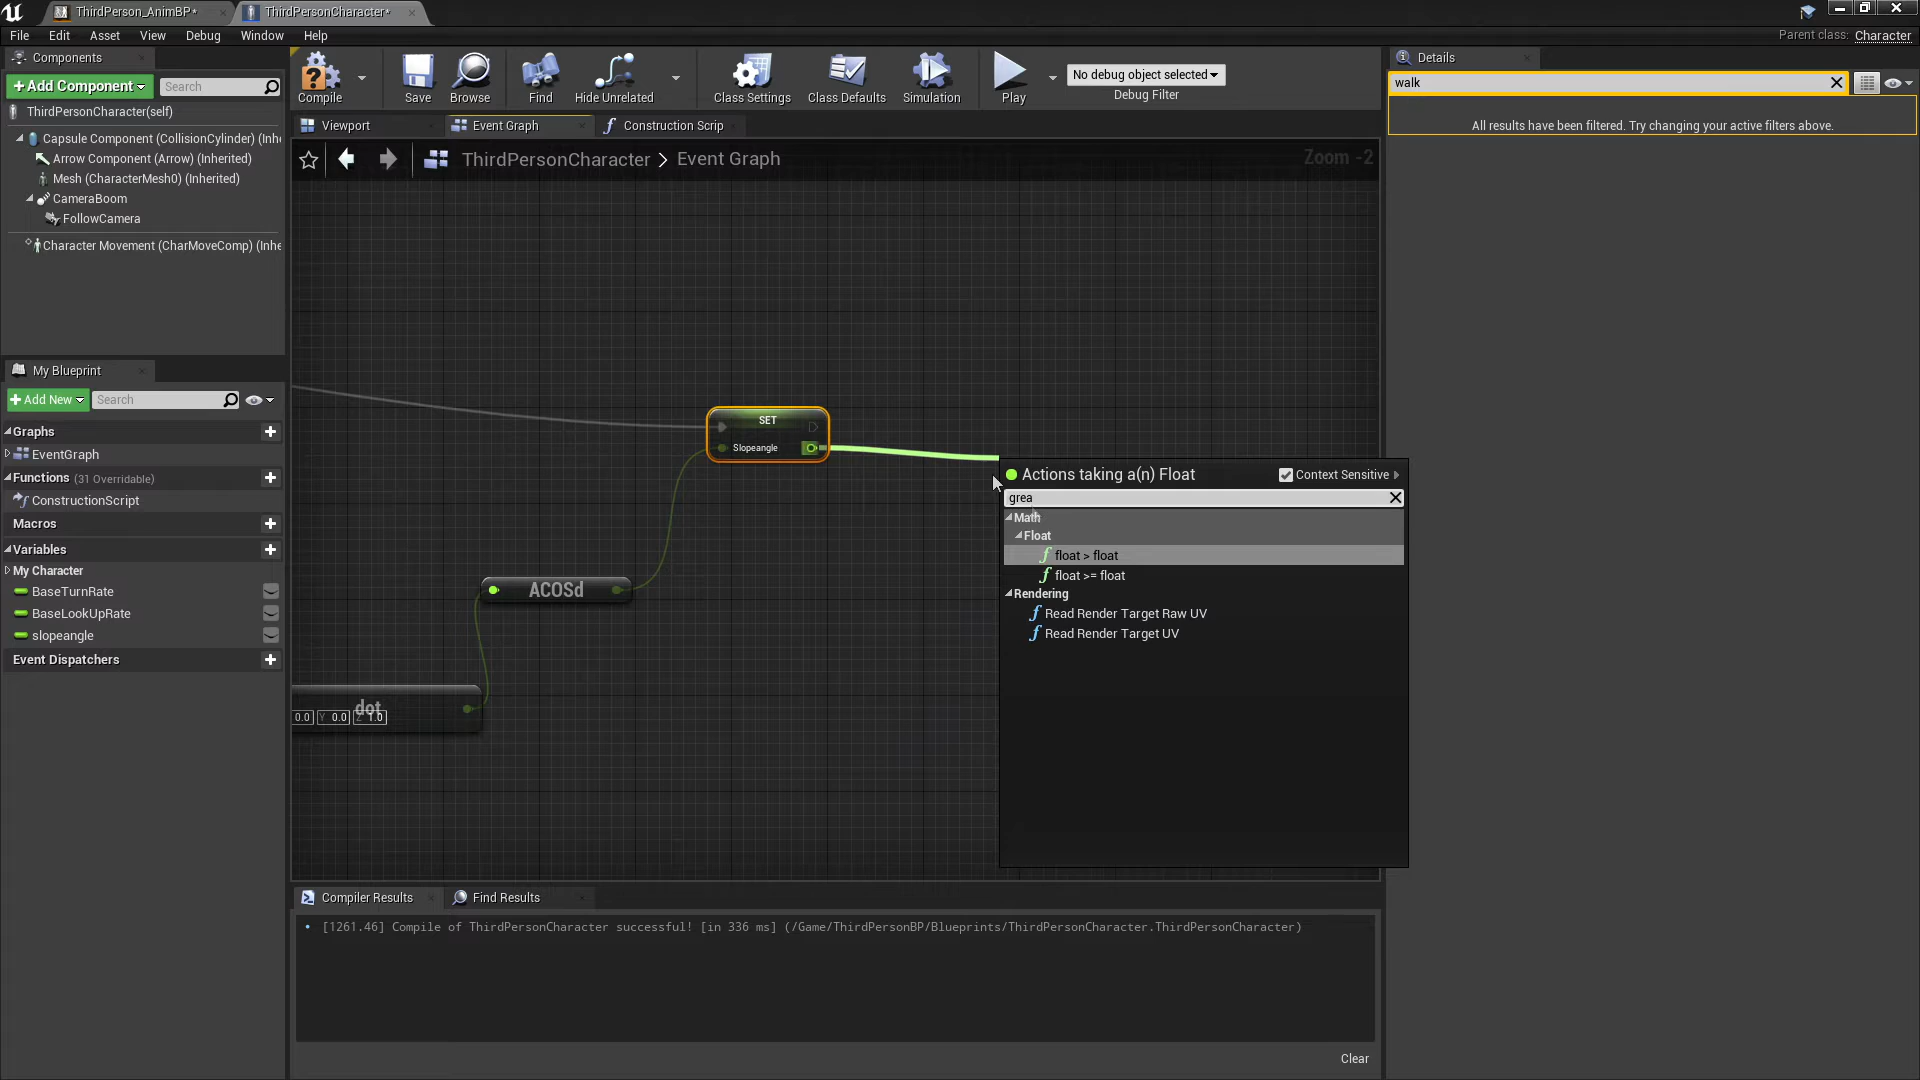 ThirdPerson_AnimBP*
ThirdPersonCharacter*
File Edit Asset View Debug Window Help
Parent class: Character
Components
+Add Component
Search
ThirdPersonCharacter(self)
Capsule Component (CollisionCylinder) (Inhe
Arrow Component (Arrow) (Inherited)
Mesh (CharacterMesh0) (Inherited)
CameraBoom
FollowCamera
Character Movement (CharMoveComp) (Inhe
My Blueprint
+Add New
Search
Graphs
EventGraph
Functions (31 Overridable)
ConstructionScript
Macros
Variables
My Character
BaseTurnRate
BaseLookUpRate
slopeangle
Event Dispatchers
Compile Save Browse Find Hide Unrelated Class Settings Class Defaults Simulation Play
No debug object selected
Debug Filter
Viewport
Event Graph
Construction Scrip
ThirdPersonCharacter > Event Graph
Zoom -2
SET
Slopeangle
ACOSd
dot
0.0 Y 0.0 Z 1.0
Actions taking a(n) Float
Context Sensitive
grea
Math
Float
float > float
float >= float
Rendering
Read Render Target Raw UV
Read Render Target UV
Details
walk
All results have been filtered. Try changing your active filters above.
Compiler Results
Find Results
[1261.46] Compile of ThirdPersonCharacter successful! [in 336 ms] (/Game/ThirdPersonBP/Blueprints/ThirdPersonCharacter.ThirdPersonCharacter)
Clear